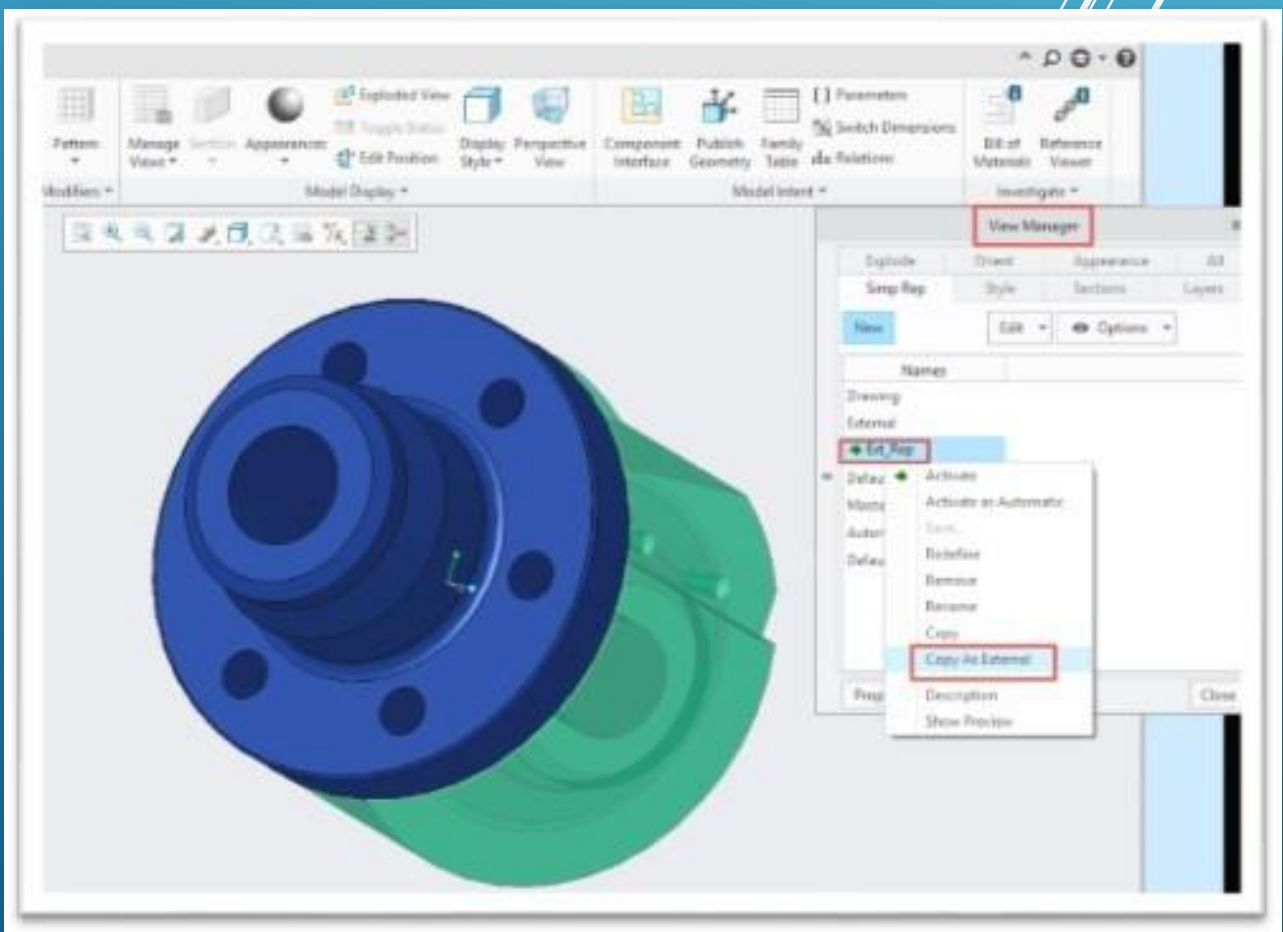 Exploded View
Toggle Status
Edit Position
Pattern
Manage Views
Section
Appearances
Display Style
Perspective View
Component Interface
Publish Geometry
Family Table
[ ] Parameters
Switch Dimensions
Relations
Bill of Materials
Reference Viewer
Modifiers
Model Display
Model Intent
Investigate
View Manager
Explode Orient Appearance All
Simp Rep Style Sections Layers
New Edit Options
Names
Drawing
External
Ext_Rep
Activate
Activate as Automatic
Save...
Redefine
Remove
Rename
Copy
Copy As External
Description
Show Preview
Close